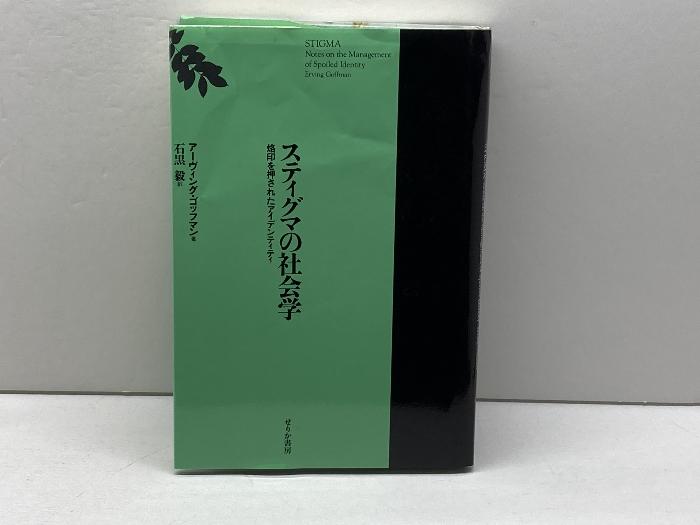 STIGMA
Notes on the Management
of Spoiled Identity
Erving Goffman
スティグマの社会学
烙印を押されたアイデンティティ
アーヴィング・ゴッフマン著
石黒 毅訳
せりか書房